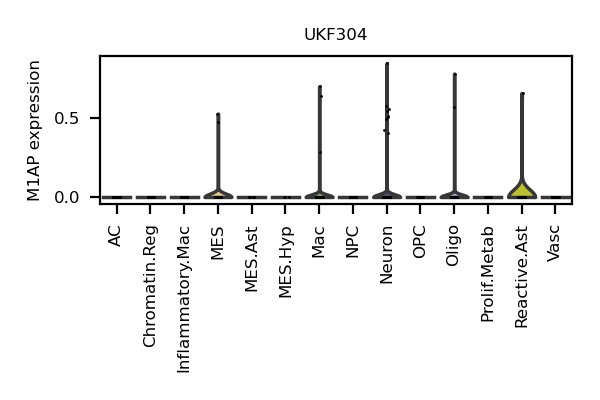 UKF304
M1AP expression
0.5
0.0
AC
Chromatin.Reg
Inflammatory.Mac
MES
MES.Ast
MES.Hyp
Mac
NPC
Neuron
OPC
Oligo
Prolif.Metab
Reactive.Ast
Vasc